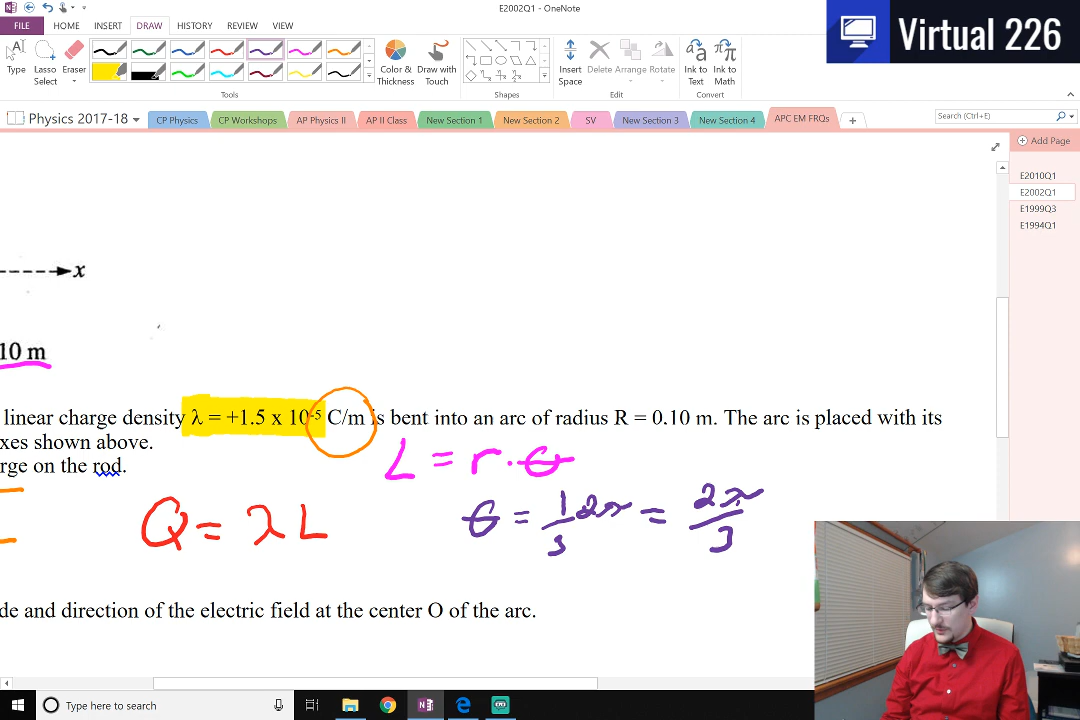 E2002Q1 - OneNote
Virtual 226
FILE HOME INSERT DRAW HISTORY REVIEW VIEW
Type Lasso Select Eraser Color & Thickness Draw with Touch Insert Space Delete Arrange Rotate Ink to Text Ink to Math
Tools Shapes Edit Convert
Physics 2017-18 CP Physics CP Workshops AP Physics II AP II Class New Section 1 New Section 2 SV New Section 3 New Section 4 APC EM FRQs Search (Ctrl+E)
Add Page
E2010Q1
E2002Q1
E1999Q3
E1994Q1
x
10 m
linear charge density λ = +1.5 x 10-5 C/m is bent into an arc of radius R = 0.10 m. The arc is placed with its
xes shown above.
rge on the rod.
L = r · θ
Q = λ L
θ = 1/3 2π = 2π/3
de and direction of the electric field at the center O of the arc.
Type here to search